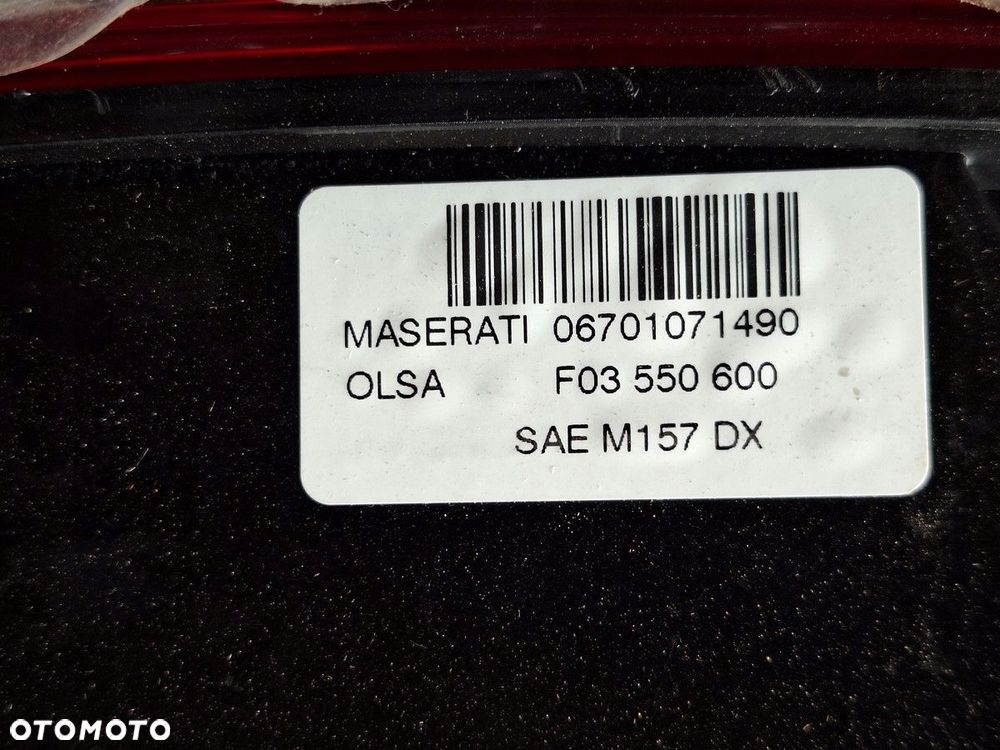 MASERATI 06701071490
OLSA F03 550 600
SAE M157 DX
OTOMOTO